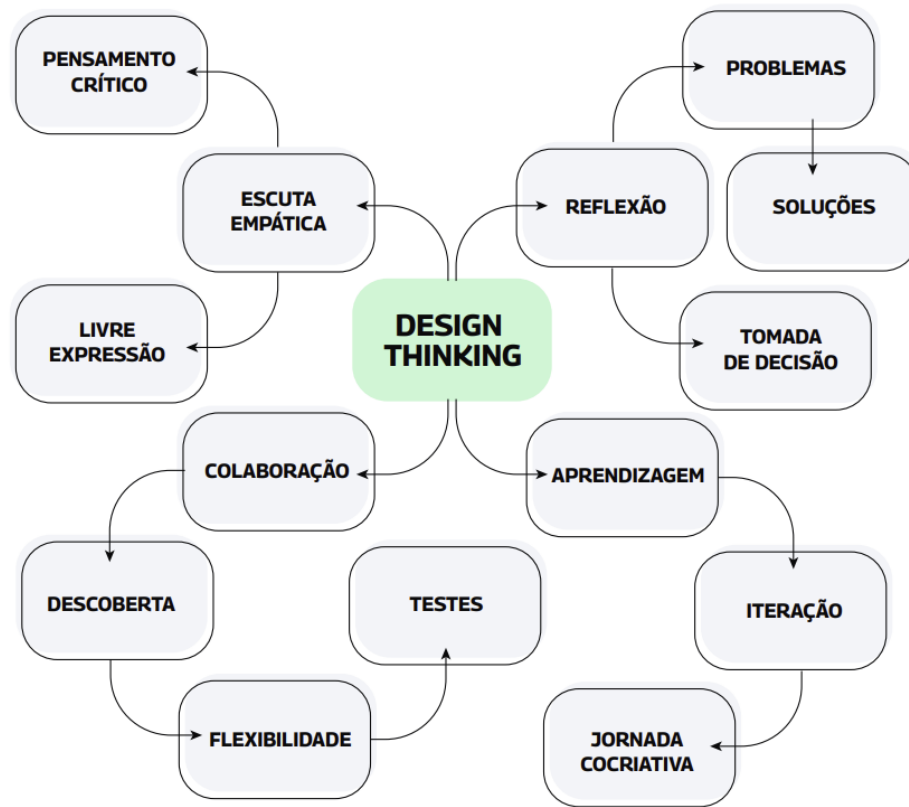 PENSAMENTO
CRÍTICO
PROBLEMAS
ESCUTA
EMPÁTICA
REFLEXÃO
SOLUÇÕES
DESIGN
THINKING
LIVRE
EXPRESSÃO
TOMADA
DE DECISÃO
COLABORAÇÃO
APRENDIZAGEM
DESCOBERTA
TESTES
ITERAÇÃO
FLEXIBILIDADE
JORNADA
COCRIATIVA